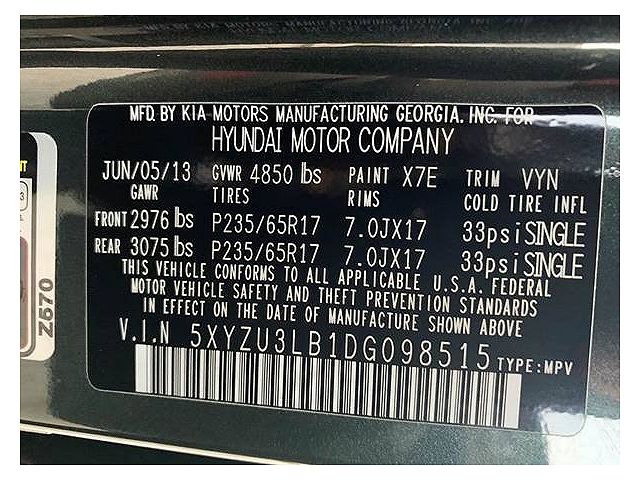 MFD. BY KIA MOTORS MANUFACTURING GEORGIA. INC. FOR
HYUNDAI MOTOR COMPANY
JUN/05/13 GVWR 4850 lbs PAINT X7E TRIM VYN
GAWR TIRES RIMS COLD TIRE INFL
FRONT 2976 lbs P235/65R17 7.0JX17 33psi SINGLE
REAR 3075 lbs P235/65R17 7.0JX17 33psi SINGLE
THIS VEHICLE CONFORMS TO ALL APPLICABLE U.S.A. FEDERAL
MOTOR VEHICLE SAFETY AND THEFT PREVENTION STANDARDS
IN EFFECT ON THE DATE OF MANUFACTURE SHOWN ABOVE
V.I.N 5XYZU3LB1DG098515 TYPE:MPV
Z670